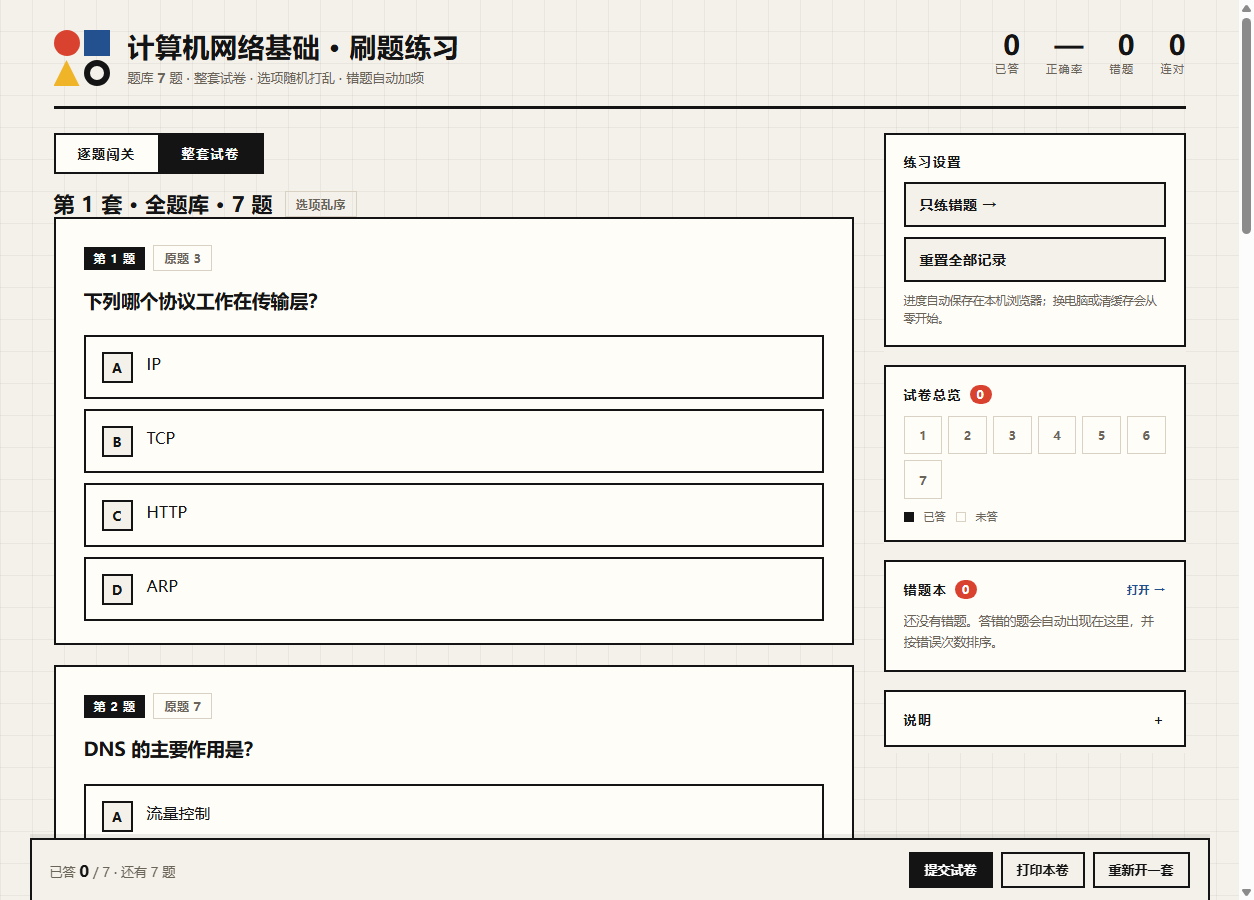 计算机网络基础 • 刷题练习
题库 7 题 · 整套试卷 · 选项随机打乱 · 错题自动加频
0 已答
— 正确率
0 错题
0 连对
逐题闯关
整套试卷
第 1 套 • 全题库 • 7 题
选项乱序
第 1 题
原题 3
下列哪个协议工作在传输层？
A IP
B TCP
C HTTP
D ARP
第 2 题
原题 7
DNS 的主要作用是？
A 流量控制
练习设置
只练错题 →
重置全部记录
进度自动保存在本机浏览器；换电脑或清缓存会从
零开始。
试卷总览 0
1 2 3 4 5 6
7
已答 未答
错题本 0 打开 →
还没有错题。答错的题会自动出现在这里，并
按错误次数排序。
说明 +
已答 0 / 7 · 还有 7 题
提交试卷
打印本卷
重新开一套